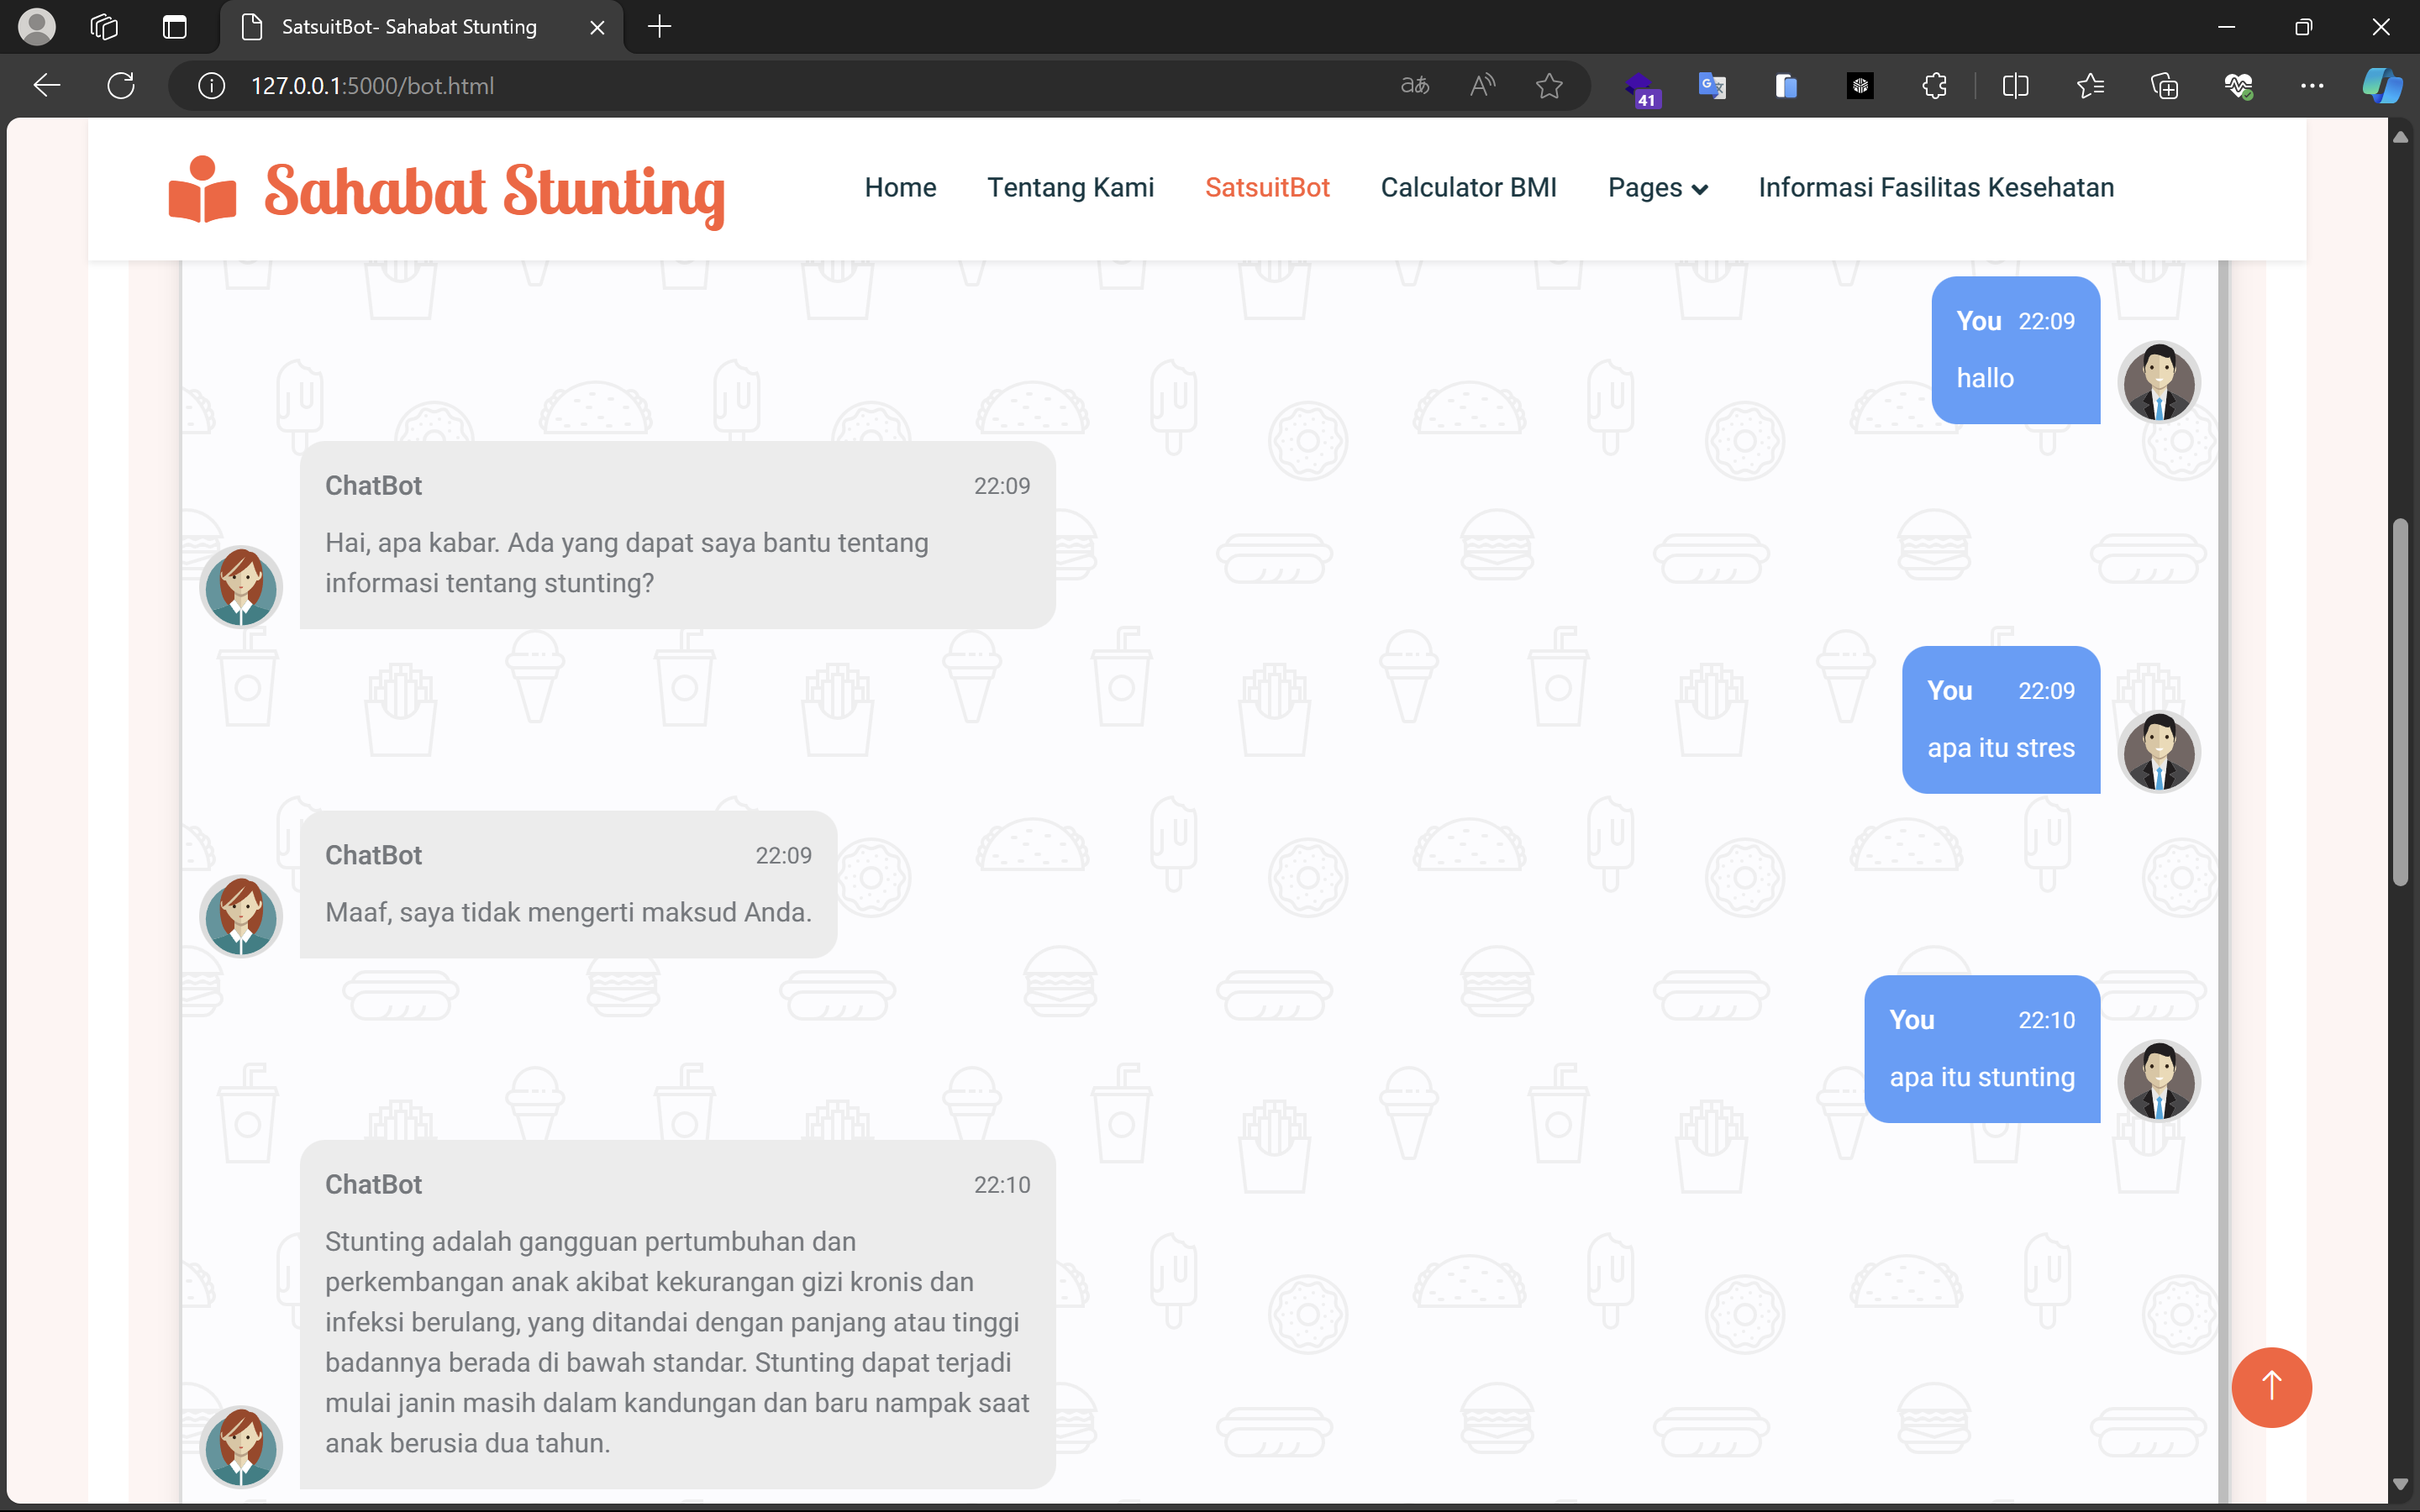 SatsuitBot- Sahabat Stunting
127.0.0.1:5000/bot.html
41
Sahabat Stunting
Home Tentang Kami SatsuitBot Calculator BMI Pages Informasi Fasilitas Kesehatan
You 22:09
hallo
ChatBot 22:09
Hai, apa kabar. Ada yang dapat saya bantu tentang
informasi tentang stunting?
You 22:09
apa itu stres
ChatBot 22:09
Maaf, saya tidak mengerti maksud Anda.
You 22:10
apa itu stunting
ChatBot 22:10
Stunting adalah gangguan pertumbuhan dan
perkembangan anak akibat kekurangan gizi kronis dan
infeksi berulang, yang ditandai dengan panjang atau tinggi
badannya berada di bawah standar. Stunting dapat terjadi
mulai janin masih dalam kandungan dan baru nampak saat
anak berusia dua tahun.